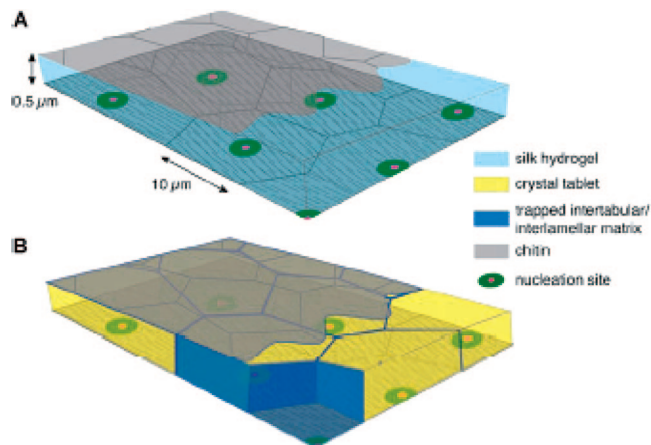 A
0.5 µm
10 µm
silk hydrogel
crystal tablet
trapped intertabular/
interlamellar matrix
chitin
nucleation site
B